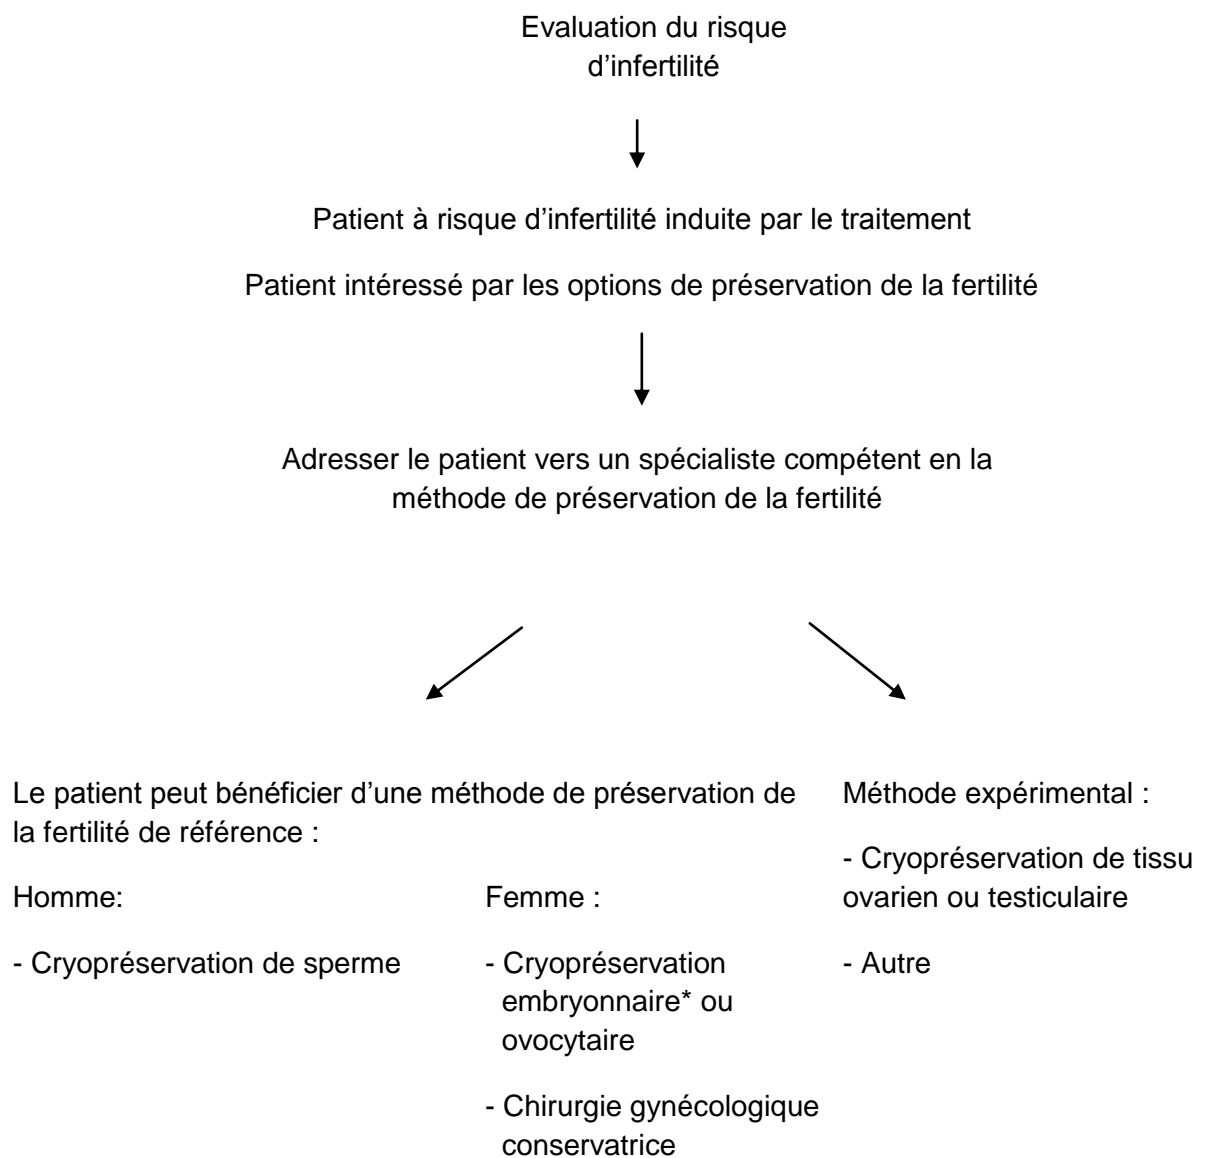 Evaluation du risque
d’infertilité
Patient à risque d’infertilité induite par le traitement
Patient intéressé par les options de préservation de la fertilité
Adresser le patient vers un spécialiste compétent en la
méthode de préservation de la fertilité
Le patient peut bénéficier d’une méthode de préservation de
la fertilité de référence :
Homme:
- Cryopréservation de sperme
Femme :
- Cryopréservation
embryonnaire* ou
ovocytaire
- Chirurgie gynécologique
conservatrice
Méthode expérimental :
- Cryopréservation de tissu
ovarien ou testiculaire
- Autre